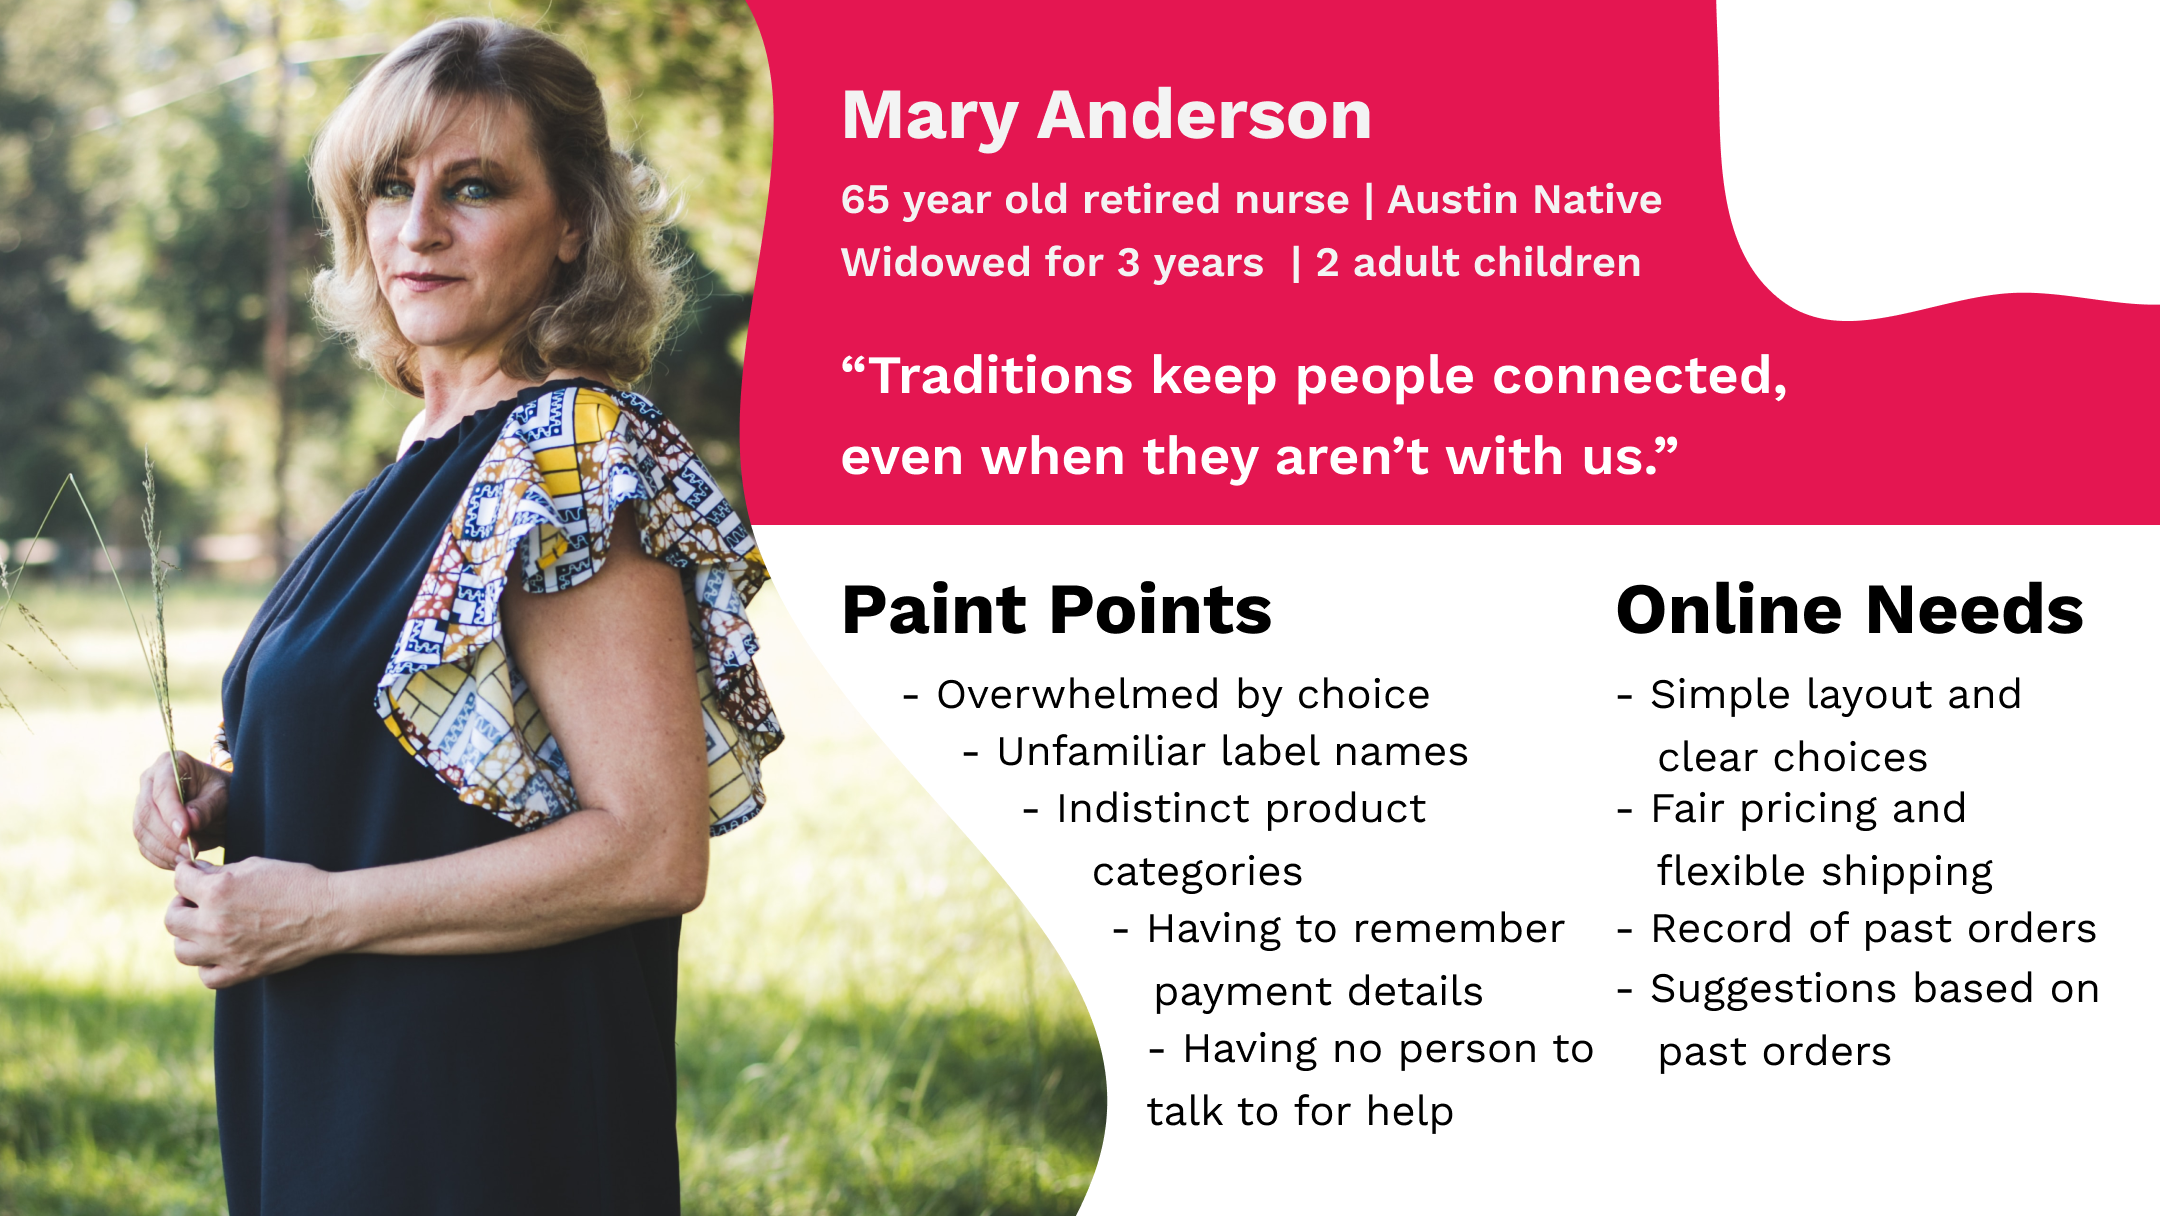 Mary Anderson
65 year old retired nurse | Austin Native
Widowed for 3 years  | 2 adult children
“Traditions keep people connected,
even when they aren’t with us.”
Paint Points
- Overwhelmed by choice
- Unfamiliar label names
- Indistinct product
categories
- Having to remember
payment details
- Having no person to
talk to for help
Online Needs
- Simple layout and
clear choices
- Fair pricing and
flexible shipping
- Record of past orders
- Suggestions based on
past orders